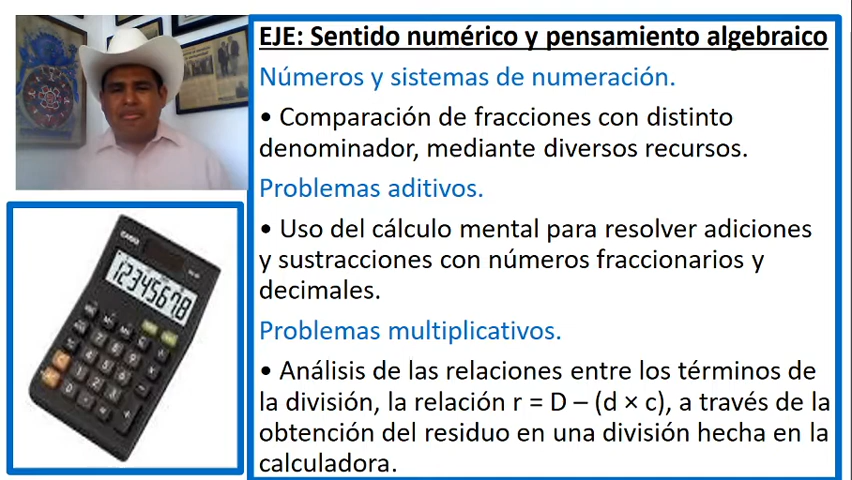 EJE: Sentido numérico y pensamiento algebraico
Números y sistemas de numeración.
• Comparación de fracciones con distinto
denominador, mediante diversos recursos.
Problemas aditivos.
• Uso del cálculo mental para resolver adiciones
y sustracciones con números fraccionarios y
decimales.
Problemas multiplicativos.
• Análisis de las relaciones entre los términos de
la división, la relación r = D – (d × c), a través de la
obtención del residuo en una división hecha en la
calculadora.
CASIO
12345678